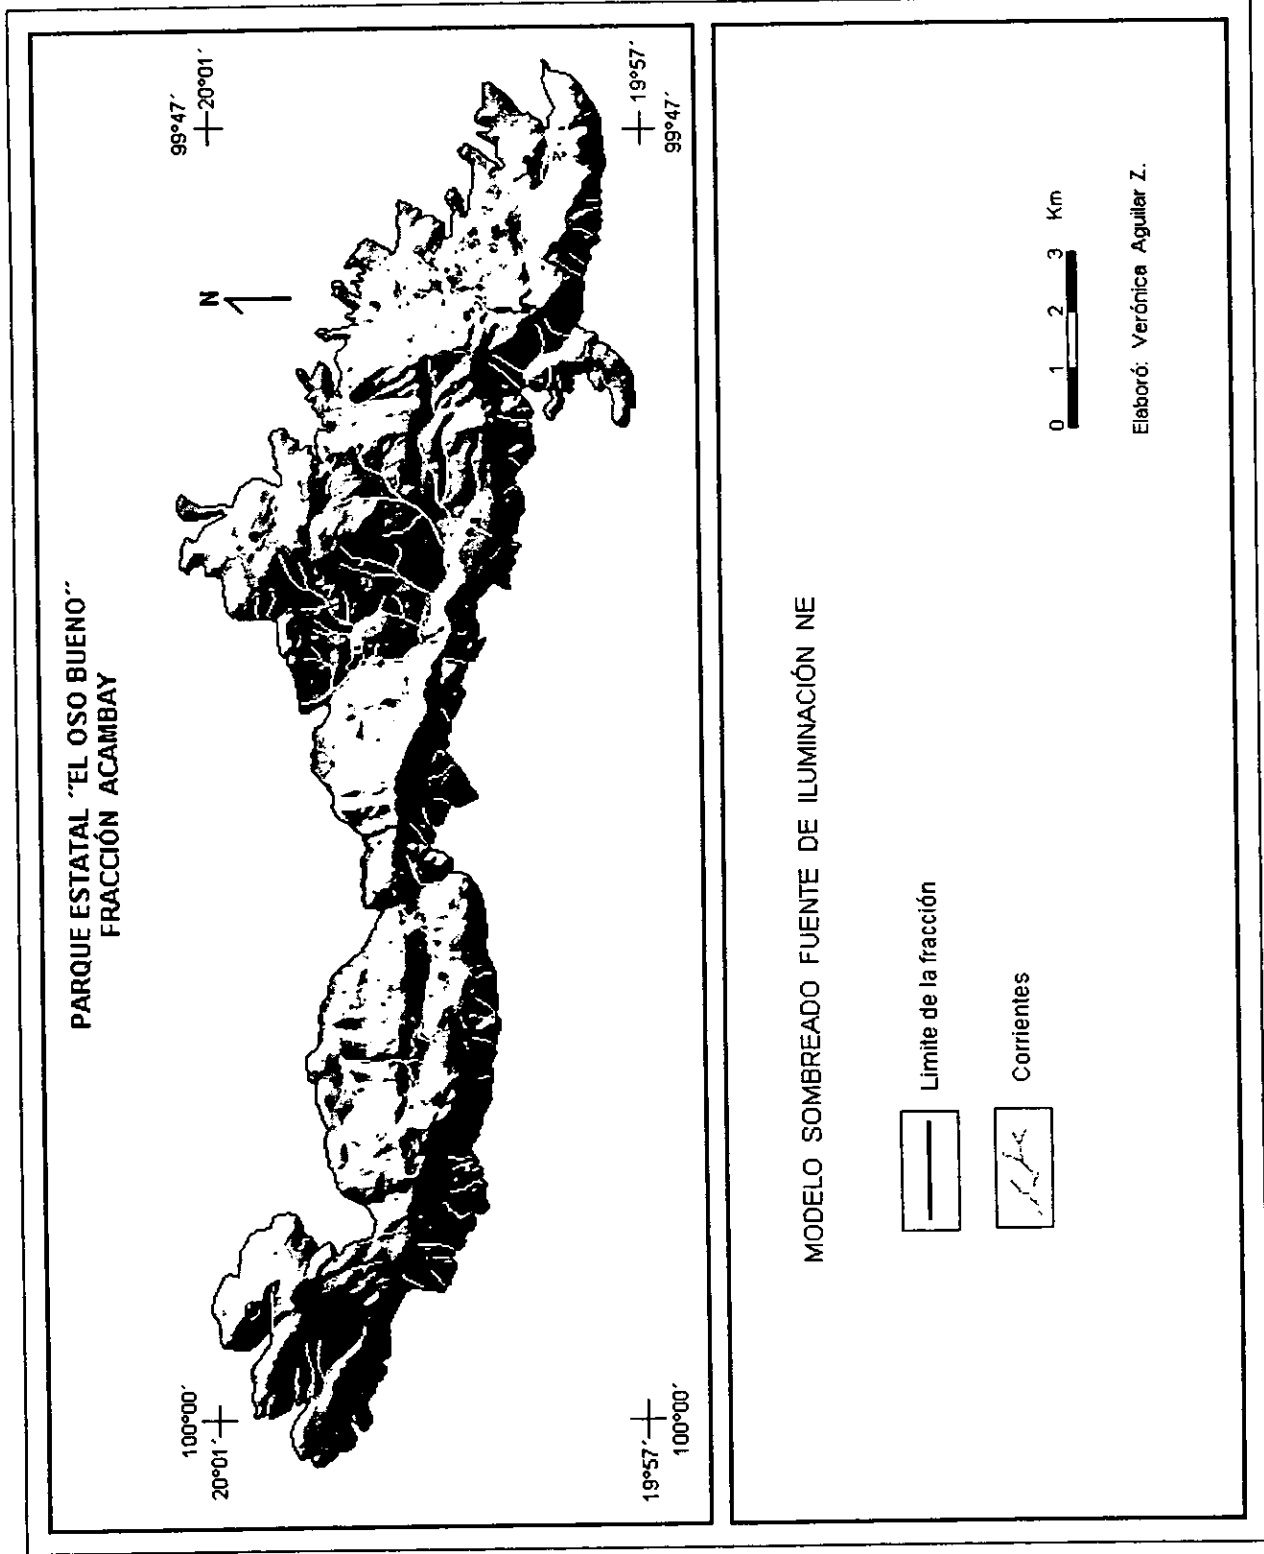 PARQUE ESTATAL ¨EL OSO BUENO¨
FRACCIÓN ACAMBAY
100°00´
20°01´
99°47´
20°01´
N
19°57´
100°00´
19°57´
99°47´
MODELO SOMBREADO FUENTE DE ILUMINACIÓN NE
Limite de la fracción
Corrientes
0 1 2 3 Km
Elaboró: Verónica Aguilar Z.